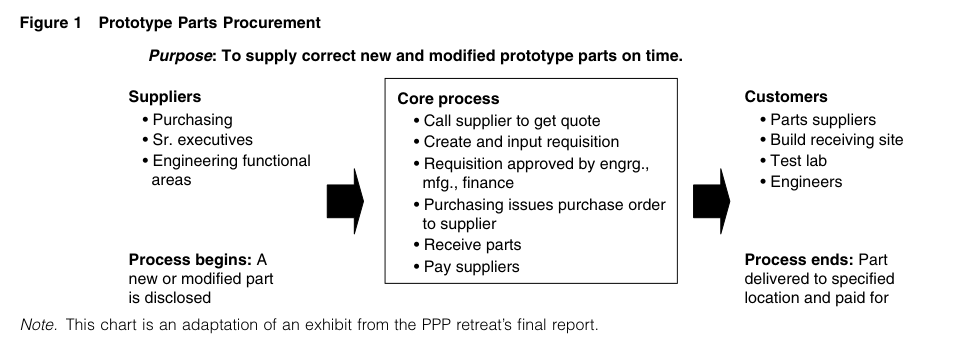 Figure 1 Prototype Parts Procurement
Purpose: To supply correct new and modified prototype parts on time.
Suppliers
• Purchasing
• Sr. executives
• Engineering functional
areas
Process begins: A
new or modified part
is disclosed
Core process
• Call supplier to get quote
• Create and input requisition
• Requisition approved by engrg.,
mfg., finance
• Purchasing issues purchase order
to supplier
• Receive parts
• Pay suppliers
Customers
• Parts suppliers
• Build receiving site
• Test lab
• Engineers
Process ends: Part
delivered to specified
location and paid for
Note. This chart is an adaptation of an exhibit from the PPP retreat's final report.